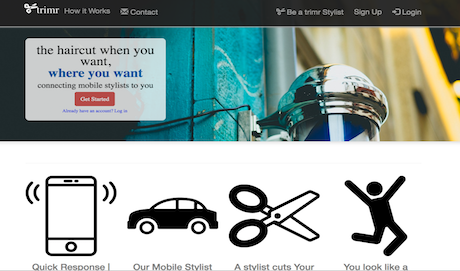 trimr How it Works Contact Be a trimr Stylist Sign Up Login
the haircut when you
want,
where you want
connecting mobile stylists to you
Get Started
Already have an account? Log in
Quick Response | Our Mobile Stylist A stylist cuts Your You look like a